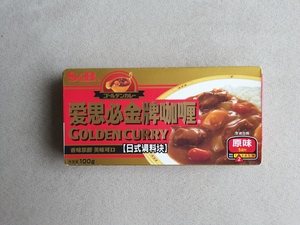 S&B
ゴールデンカレー
爱思必金牌咖喱
GOLDEN CURRY
【日式调料块】
原味
100g